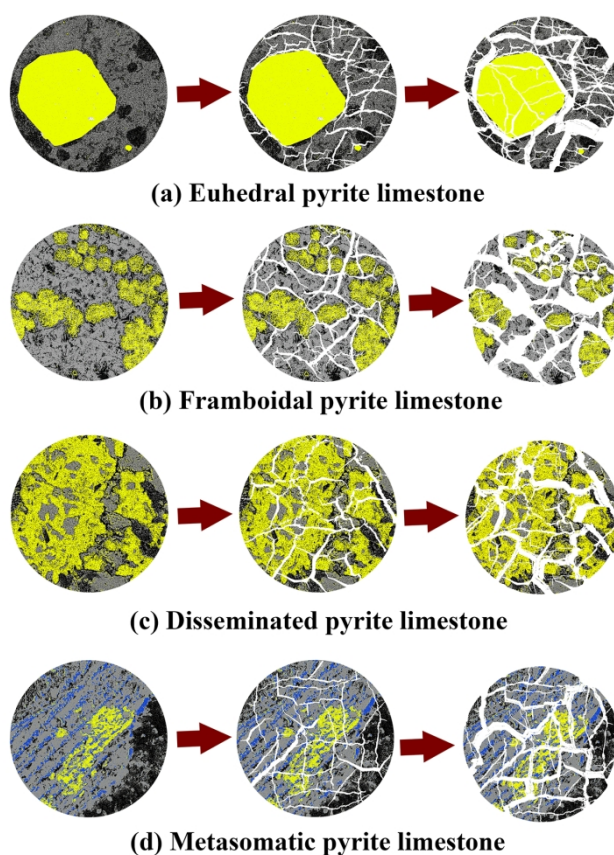 (a) Euhedral pyrite limestone
(b) Framboidal pyrite limestone
(c) Disseminated pyrite limestone
(d) Metasomatic pyrite limestone